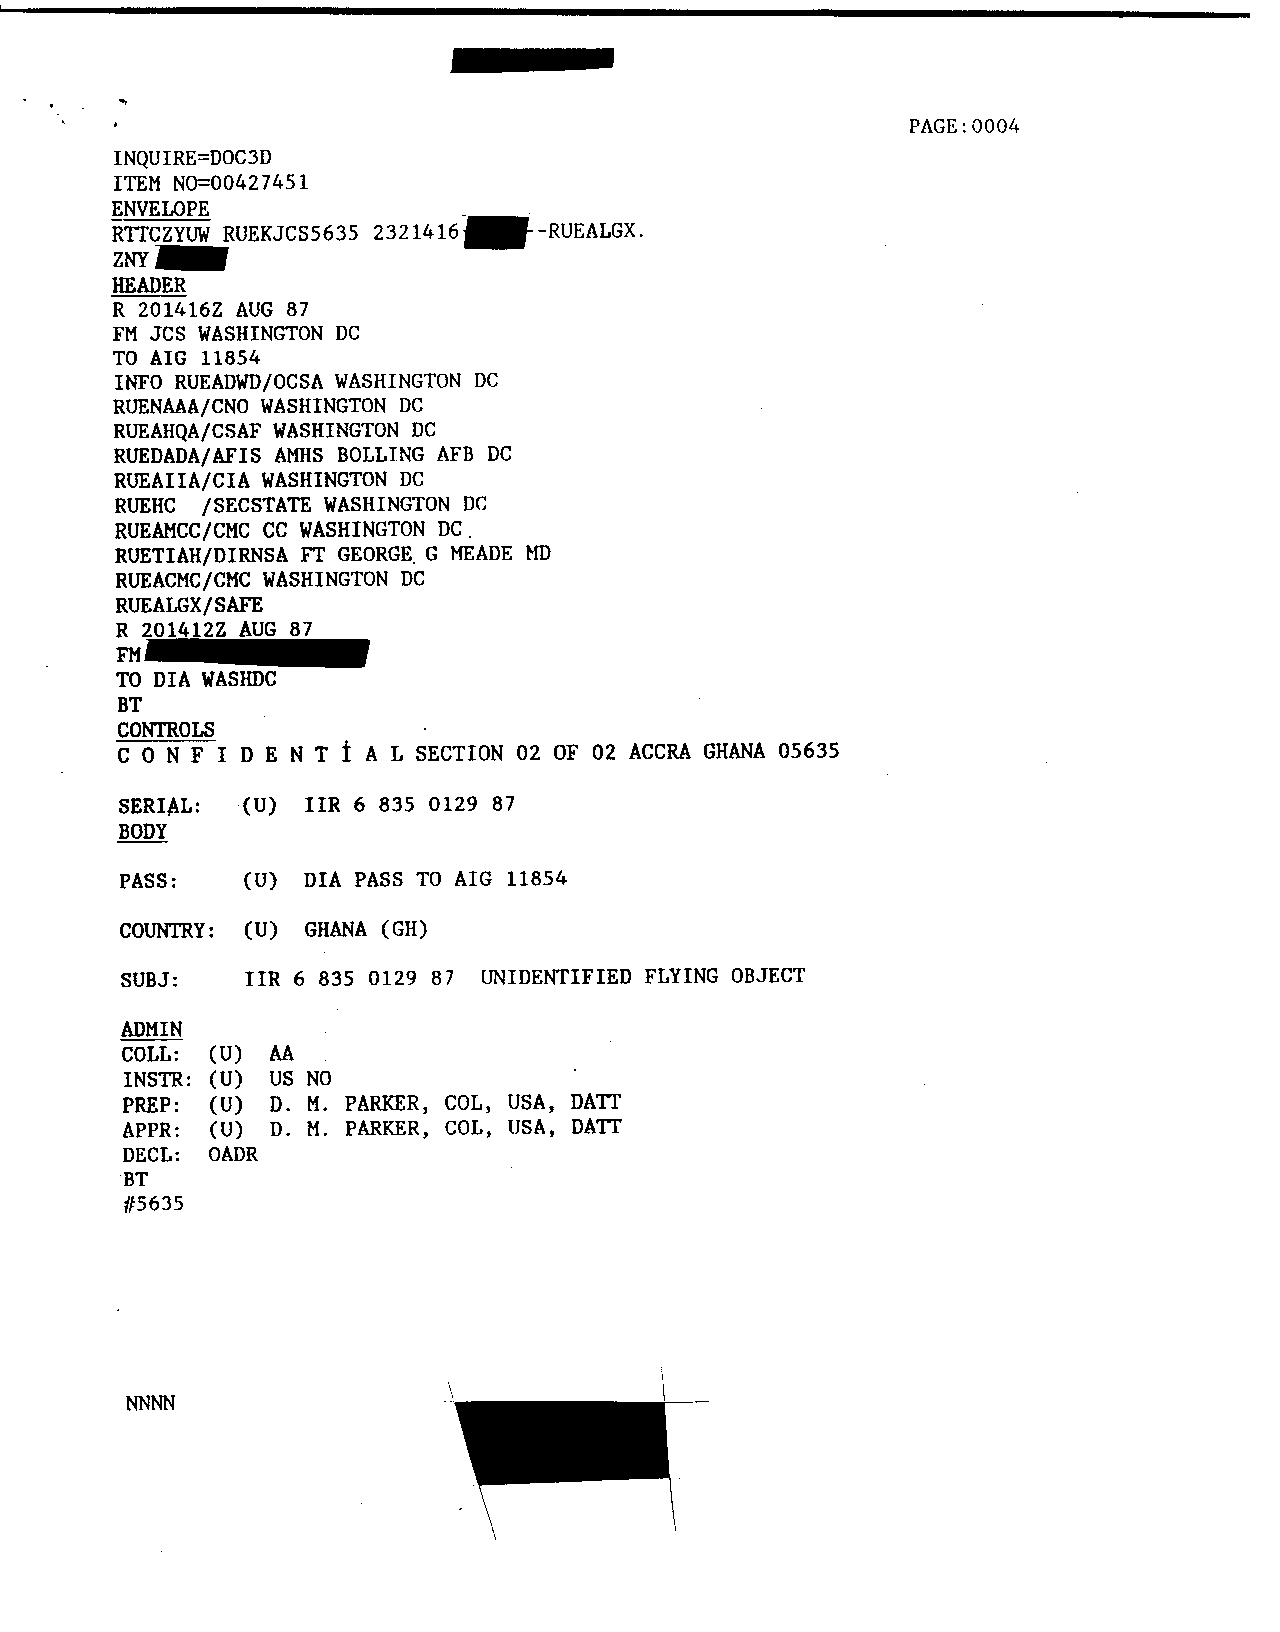 PAGE:0004
INQUIRE=DOC3D
ITEM NO=00427451
ENVELOPE
RTTCZYUW RUEKJCS5635 2321416 --RUEALGX.
ZNY
HEADER
R 201416Z AUG 87
FM JCS WASHINGTON DC
TO AIG 11854
INFO RUEADWD/OCSA WASHINGTON DC
RUENAAA/CNO WASHINGTON DC
RUEAHQA/CSAF WASHINGTON DC
RUEDADA/AFIS AMHS BOLLING AFB DC
RUEAIIA/CIA WASHINGTON DC
RUEHC /SECSTATE WASHINGTON DC
RUEAMCC/CMC CC WASHINGTON DC
RUETIAH/DIRNSA FT GEORGE G MEADE MD
RUEACMC/CMC WASHINGTON DC
RUEALGX/SAFE
R 201412Z AUG 87
FM
TO DIA WASHDC
BT
CONTROLS
C O N F I D E N T I A L SECTION 02 OF 02 ACCRA GHANA 05635
SERIAL: (U) IIR 6 835 0129 87
BODY
PASS: (U) DIA PASS TO AIG 11854
COUNTRY: (U) GHANA (GH)
SUBJ: IIR 6 835 0129 87 UNIDENTIFIED FLYING OBJECT
ADMIN
COLL: (U) AA
INSTR: (U) US NO
PREP: (U) D. M. PARKER, COL, USA, DATT
APPR: (U) D. M. PARKER, COL, USA, DATT
DECL: OADR
BT
#5635
NNNN